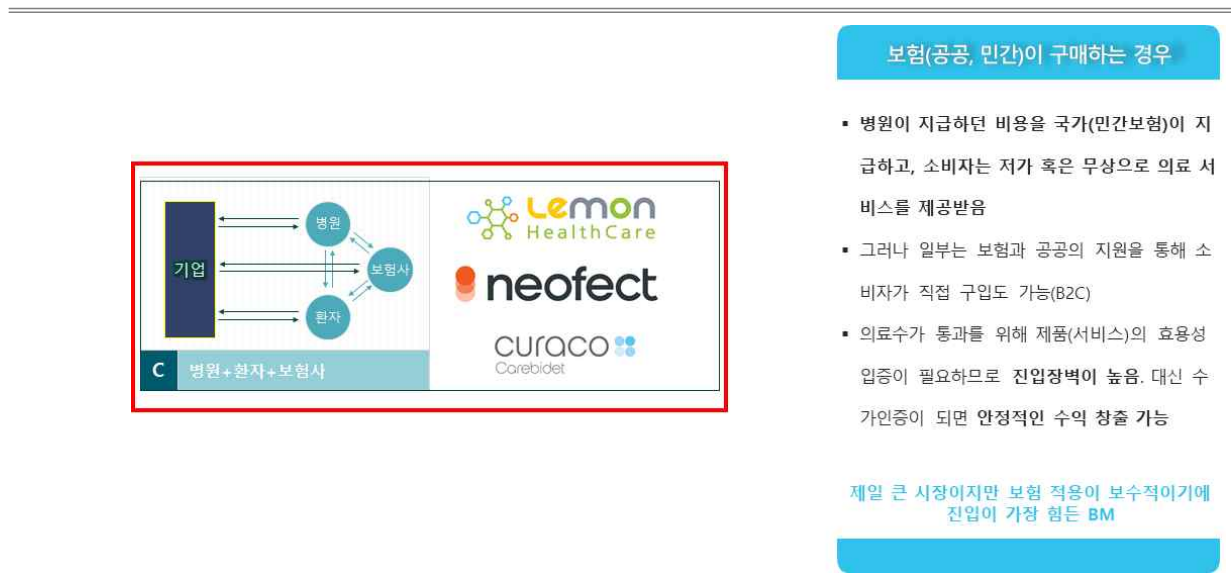 보험(공공, 민간)이 구매하는 경우
▪ 병원이 지급하던 비용을 국가(민간보험)이 지
급하고, 소비자는 저가 혹은 무상으로 의료 서
비스를 제공받음
▪ 그러나 일부는 보험과 공공의 지원을 통해 소
비자가 직접 구입도 가능(B2C)
▪ 의료수가 통과를 위해 제품(서비스)의 효용성
입증이 필요하므로 진입장벽이 높음. 대신 수
가인증이 되면 안정적인 수익 창출 가능
제일 큰 시장이지만 보험 적용이 보수적이기에
진입이 가장 힘든 BM
기업
병원
보험사
환자
C 병원+환자+보험사
Lemon
HealthCare
neofect
curaco
Carebidet